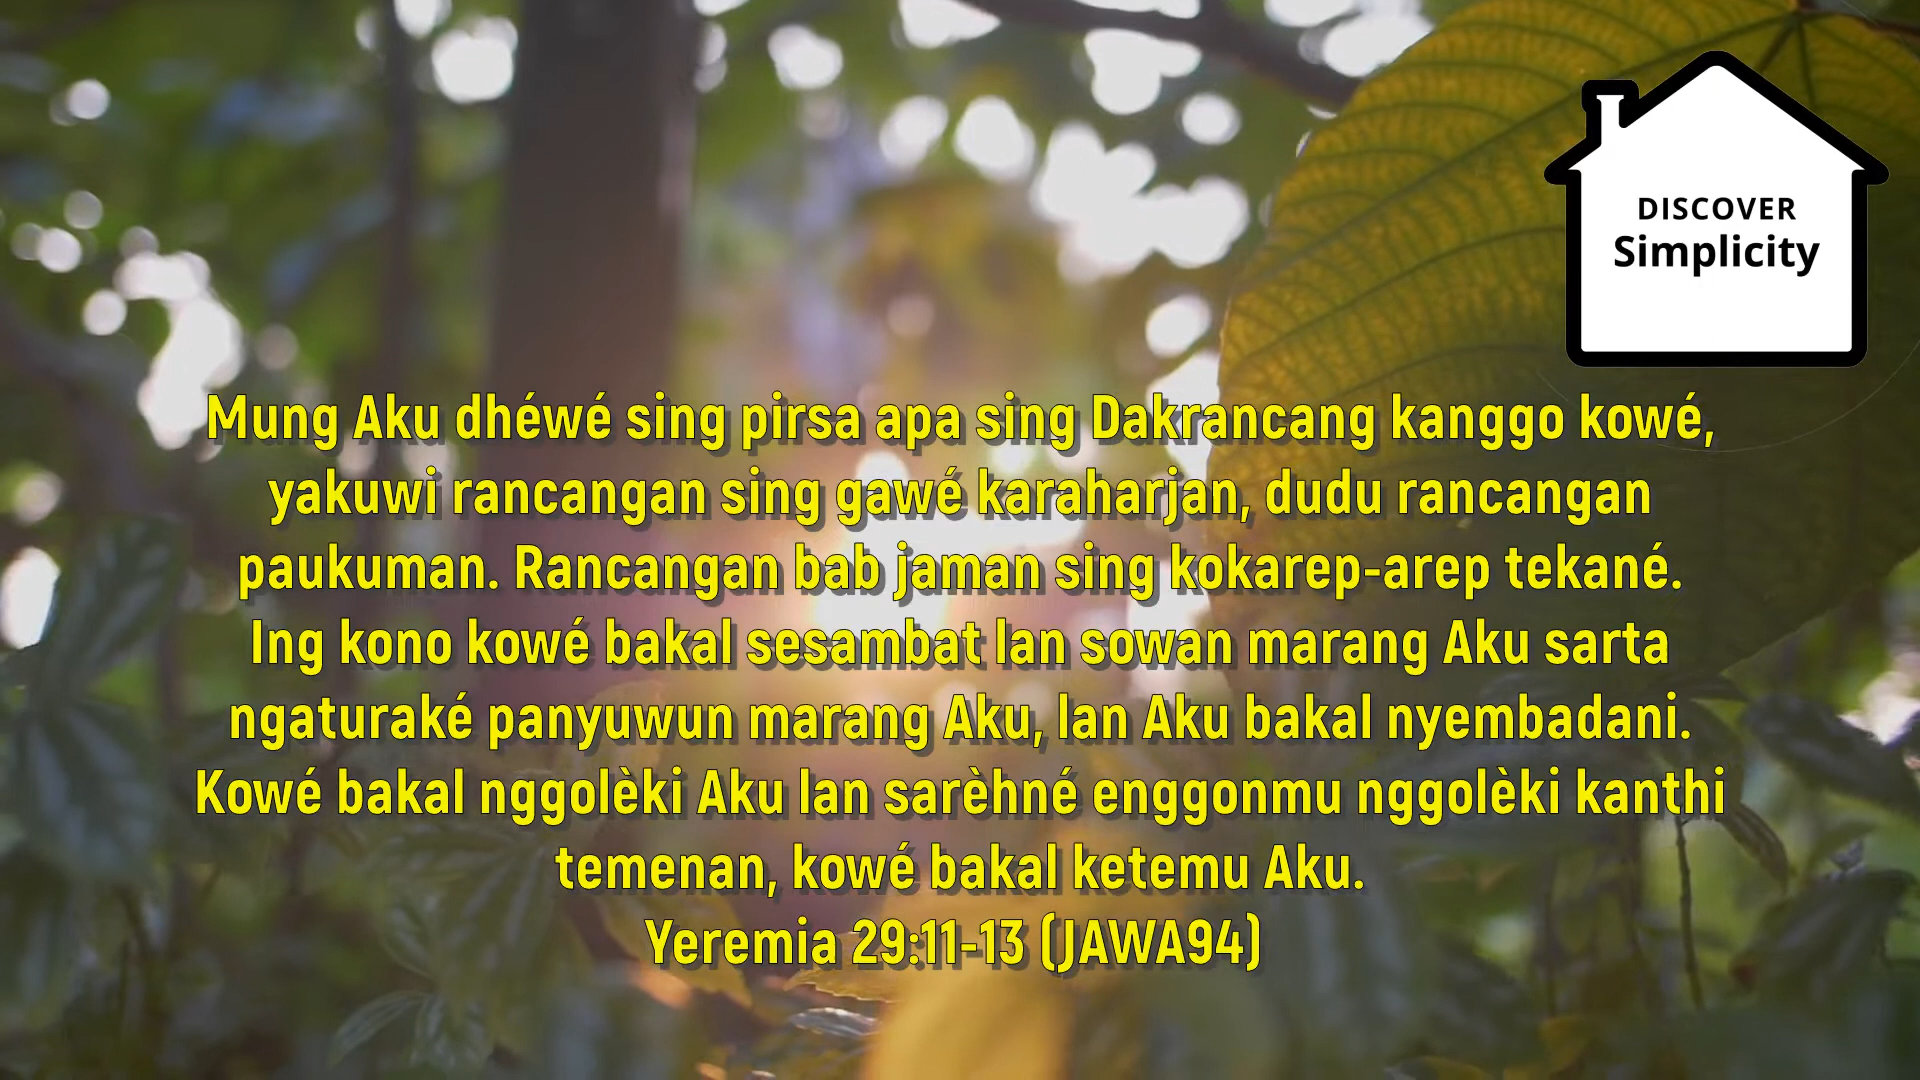 DISCOVER
Simplicity
Mung Aku dhéwé sing pirsa apa sing Dakrancang kanggo kowé,
yakuwi rancangan sing gawé karaharjan, dudu rancangan
paukuman. Rancangan bab jaman sing kokarep-arep tekané.
Ing kono kowé bakal sesambat lan sowan marang Aku sarta
ngaturaké panyuwun marang Aku, lan Aku bakal nyembadani.
Kowé bakal nggolèki Aku lan sarèhné enggonmu nggolèki kanthi
temenan, kowé bakal ketemu Aku.
Yeremia 29:11-13 (JAWA94)